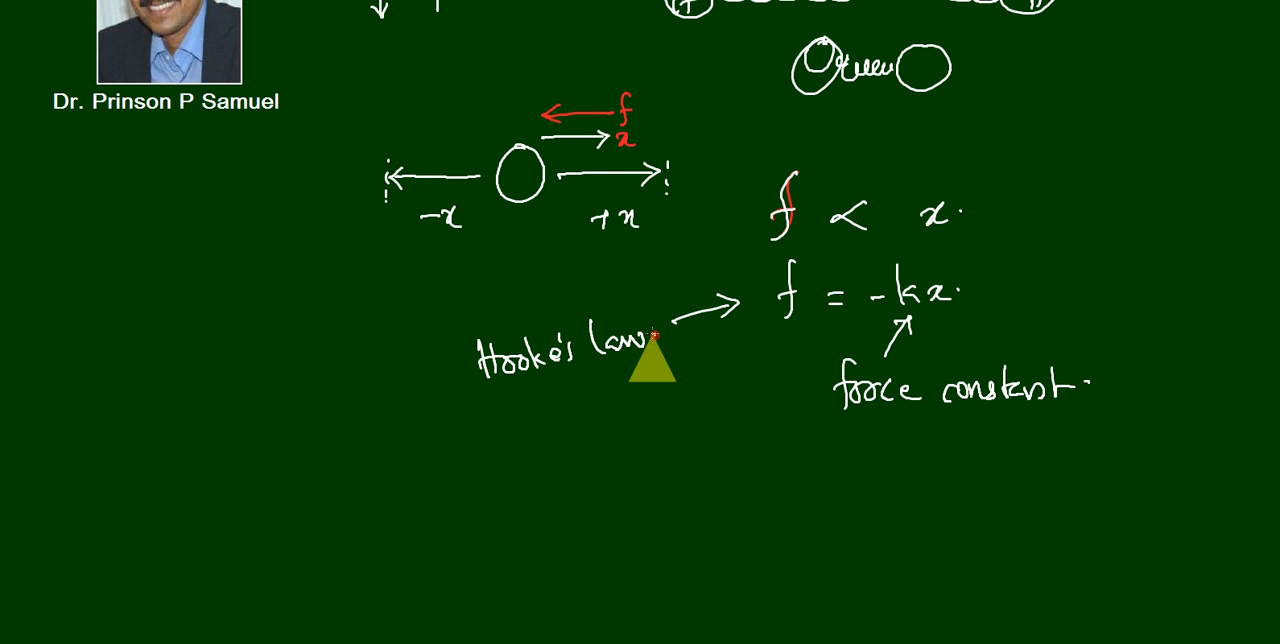 Dr. Prinson P Samuel
f
x
-x
+x
f ∝ x.
f = -kx.
Hooke's law
force constant.